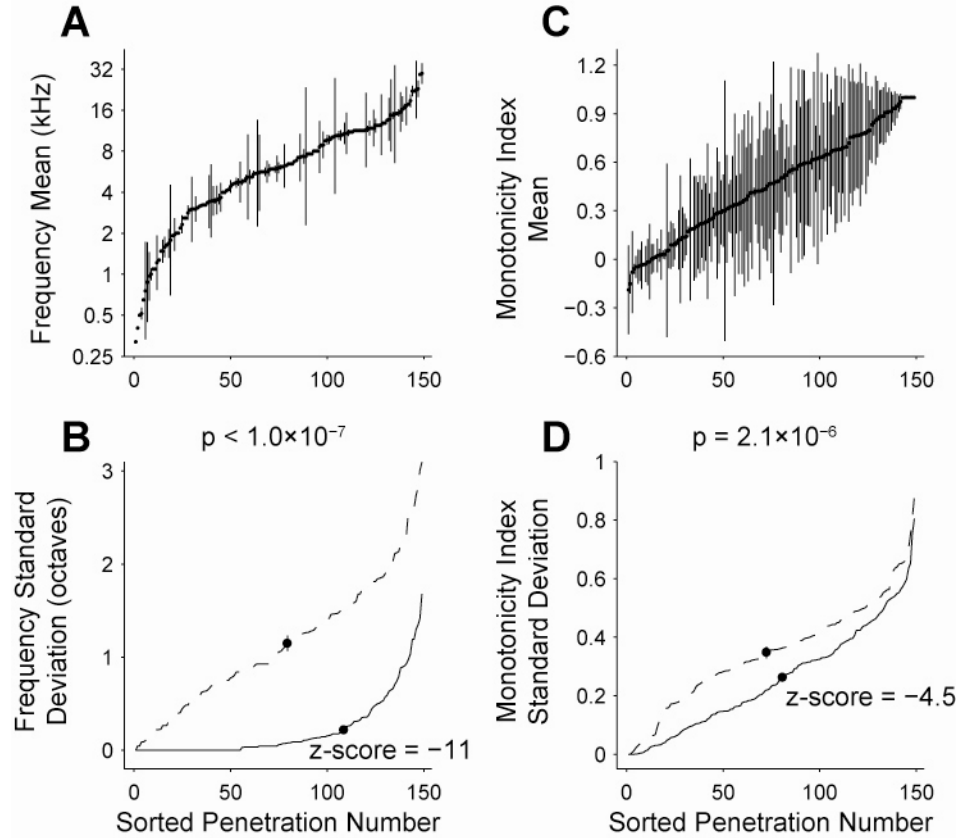 A
Frequency Mean (kHz)
32
16
8
4
2
1
0.5
0.25
0
50
100
150
C
Monotonicity Index
Mean
1.2
0.9
0.6
0.3
0
−0.3
−0.6
0
50
100
150
B
p < 1.0×10⁻⁷
Frequency Standard
Deviation (octaves)
3
2
1
0
z-score = −11
0
50
100
150
Sorted Penetration Number
D
p = 2.1×10⁻⁶
Monotonicity Index
Standard Deviation
1
0.8
0.6
0.4
0.2
0
z-score = −4.5
0
50
100
150
Sorted Penetration Number